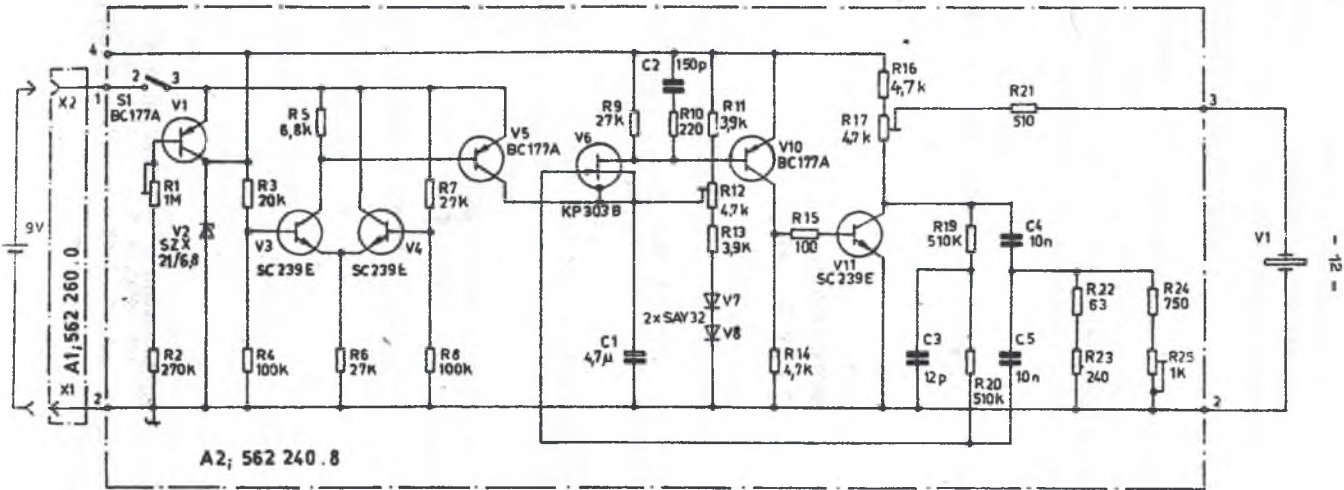 4
C2
150p
R16
4,7k
X2
1
2
3
S1
BC177A
V1
R5
6,8k
V5
BC177A
R9
27K
R10
220
R11
3,9k
V10
BC177A
R17
4,7k
R21
510
3
V6
KP303B
R1
1M
R3
20k
R7
27K
R12
4,7k
9V
V2
SZX
21/6,8
V3
SC239E
SC239E
V4
R13
3,9K
R15
100
V11
SC239E
R19
510K
C4
10n
V1
- 12 =
V7
2xSAY32
V8
R22
63
R24
750
A1; 562 260.0
R2
270k
R4
100k
R6
27K
R8
100k
C1
4,7µ
R14
4,7k
C3
12p
R20
510k
C5
10n
R23
240
R25
1K
X1
2
2
A2; 562 240.8